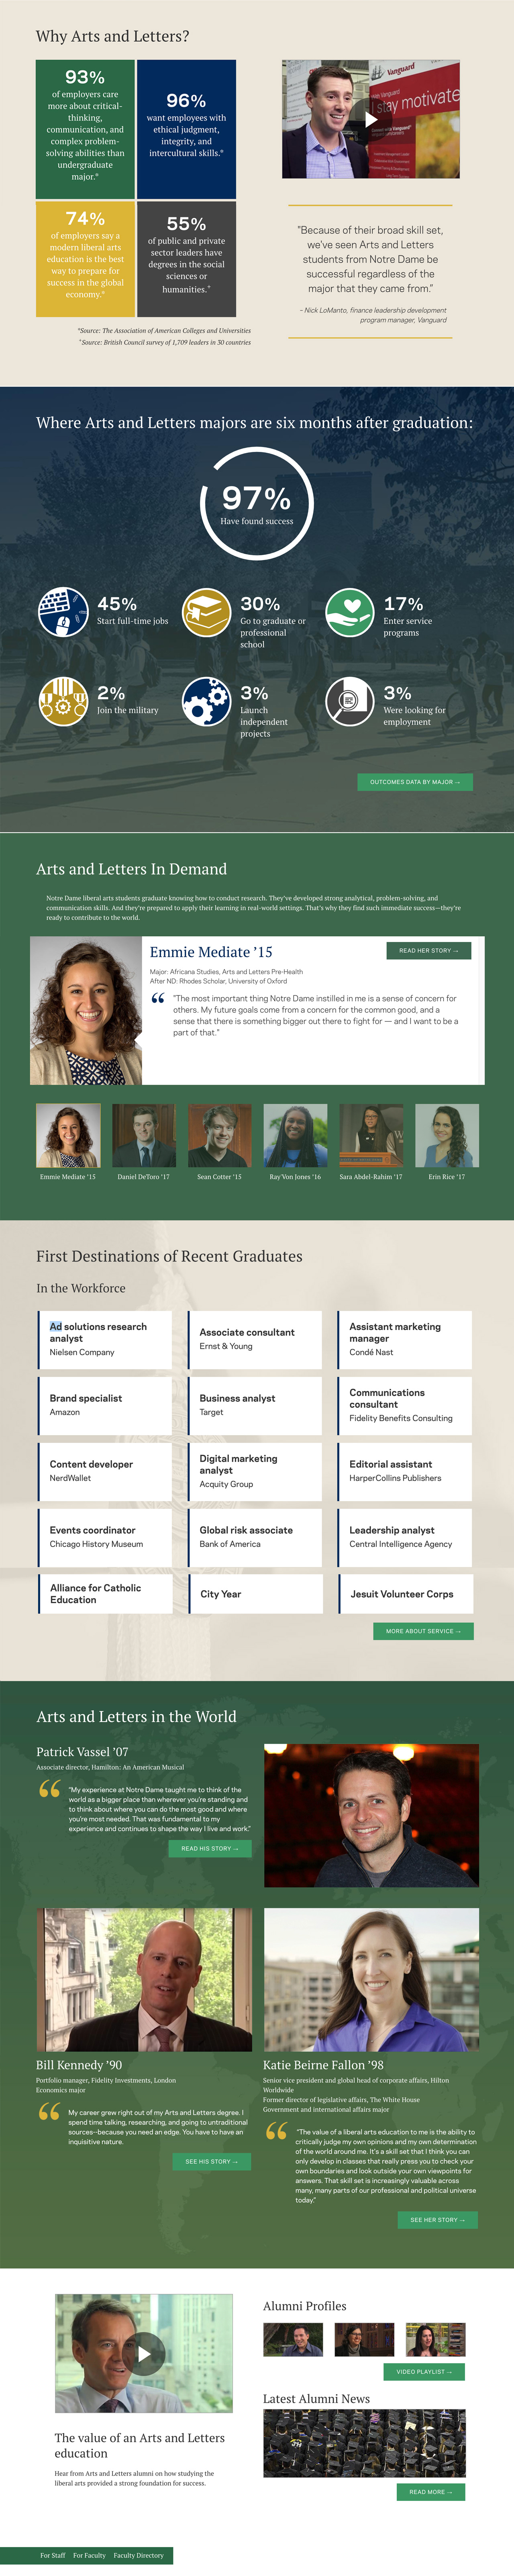 Why Arts and Letters?
93%
of employers care
more about critical-
thinking,
communication, and
complex problem-
solving abilities than
undergraduate
major.*
96%
want employees with
ethical judgment,
integrity, and
intercultural skills.*
74%
of employers say a
modern liberal arts
education is the best
way to prepare for
success in the global
economy.*
55%
of public and private
sector leaders have
degrees in the social
sciences or
humanities.⁺
*Source: The Association of American Colleges and Universities
⁺Source: British Council survey of 1,709 leaders in 30 countries
Vanguard
stay motivate
"Because of their broad skill set,
we've seen Arts and Letters
students from Notre Dame be
successful regardless of the
major that they came from."
– Nick LoManto, finance leadership development
program manager, Vanguard
Where Arts and Letters majors are six months after graduation:
97%
Have found success
45%
Start full-time jobs
30%
Go to graduate or
professional
school
17%
Enter service
programs
2%
Join the military
3%
Launch
independent
projects
3%
Were looking for
employment
OUTCOMES DATA BY MAJOR →
Arts and Letters In Demand
Notre Dame liberal arts students graduate knowing how to conduct research. They've developed strong analytical, problem-solving, and
communication skills. And they're prepared to apply their learning in real-world settings. That's why they find such immediate success—they're
ready to contribute to the world.
Emmie Mediate '15
READ HER STORY →
Major: Africana Studies, Arts and Letters Pre-Health
After ND: Rhodes Scholar, University of Oxford
"The most important thing Notre Dame instilled in me is a sense of concern for
others. My future goals come from a concern for the common good, and a
sense that there is something bigger out there to fight for — and I want to be a
part of that."
Emmie Mediate '15
Daniel DeToro '17
Sean Cotter '15
Ray'Von Jones '16
Sara Abdel-Rahim '17
Erin Rice '17
First Destinations of Recent Graduates
In the Workforce
Ad solutions research
analyst
Nielsen Company
Associate consultant
Ernst & Young
Assistant marketing
manager
Condé Nast
Brand specialist
Amazon
Business analyst
Target
Communications
consultant
Fidelity Benefits Consulting
Content developer
NerdWallet
Digital marketing
analyst
Acquity Group
Editorial assistant
HarperCollins Publishers
Events coordinator
Chicago History Museum
Global risk associate
Bank of America
Leadership analyst
Central Intelligence Agency
Alliance for Catholic
Education
City Year
Jesuit Volunteer Corps
MORE ABOUT SERVICE →
Arts and Letters in the World
Patrick Vassel '07
Associate director, Hamilton: An American Musical
"My experience at Notre Dame taught me to think of the
world as a bigger place than wherever you're standing and
to think about where you can do the most good and where
you're most needed. That was fundamental to my
experience and continues to shape the way I live and work."
READ HIS STORY →
Bill Kennedy '90
Portfolio manager, Fidelity Investments, London
Economics major
My career grew right out of my Arts and Letters degree. I
spend time talking, researching, and going to untraditional
sources—because you need an edge. You have to have an
inquisitive nature.
SEE HIS STORY →
Katie Beirne Fallon '98
Senior vice president and global head of corporate affairs, Hilton
Worldwide
Former director of legislative affairs, The White House
Government and international affairs major
"The value of a liberal arts education to me is the ability to
critically judge my own opinions and my own determination
of the world around me. It's a skill set that I think you can
only develop in classes that really press you to check your
own boundaries and look outside your own viewpoints for
answers. That skill set is increasingly valuable across
many, many parts of our professional and political universe
today."
SEE HER STORY →
The value of an Arts and Letters
education
Hear from Arts and Letters alumni on how studying the
liberal arts provided a strong foundation for success.
Alumni Profiles
VIDEO PLAYLIST →
Latest Alumni News
READ MORE →
For Staff For Faculty Faculty Directory